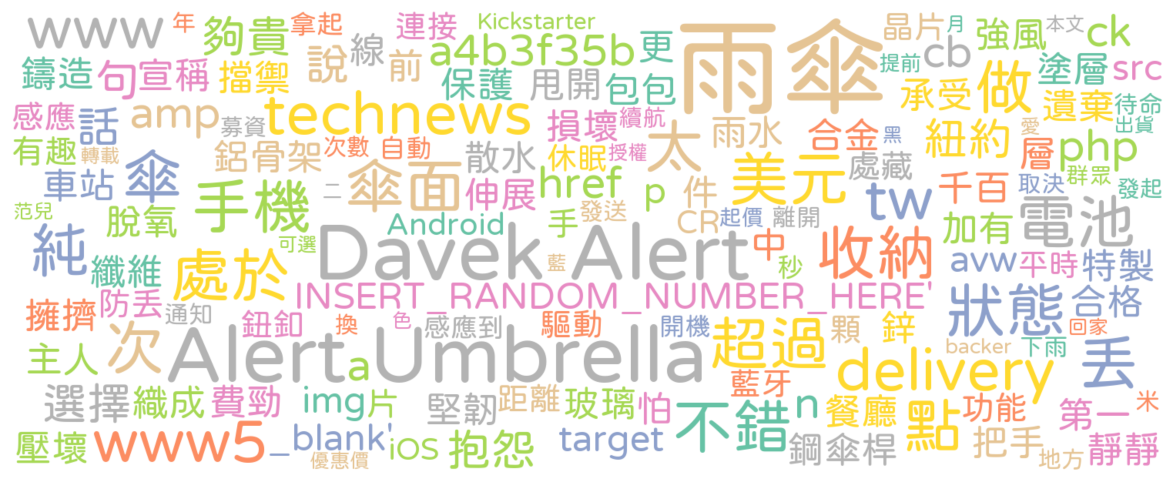 www 年 夠貴 拿起 連接 Kickstarter 雨傘 晶片 月 本文 ck
鑄造 句 宣稱 擋禦 說 線 前 a4b3f35b 更 提前 cb 強風 塗層 src
保護 甩開 包包 承受 做 遺棄 待命 出貨
感應 話 amp 募資 technews 損壞 續航 雨水 合金 黑 紐約 愛 層 php
有趣 轉載 傘 鋁骨架 次數 自動 散水 休眠 授權 太 美元 處藏 千百 取決 群眾 發起
車站 二 手機 傘面 伸展 href p 件 tw
范兒 脫氧 Android 手 發送 CR 起價 離開 加有 電池
純 纖維 處於 可選 Davek Alert 藍 中 秒 收納 avw 平時 特製
擁擠 防丟 通知 鈕釦 INSERT_RANDOM_NUMBER_HERE' 狀態 合格
主人 次 換 色 感應到 驅動 開機 超過 顆 鋅 下雨 回家 丟
a Alert Umbrella 藍牙 delivery backer
選擇 織成 費勁 img 片 堅韌 距離 玻璃 怕 不錯 n 餐廳 點 功能 第一 米
壓壞 www5 _blank' 優惠價 iOS 抱怨 target 鋼傘桿 把手 地方 靜靜